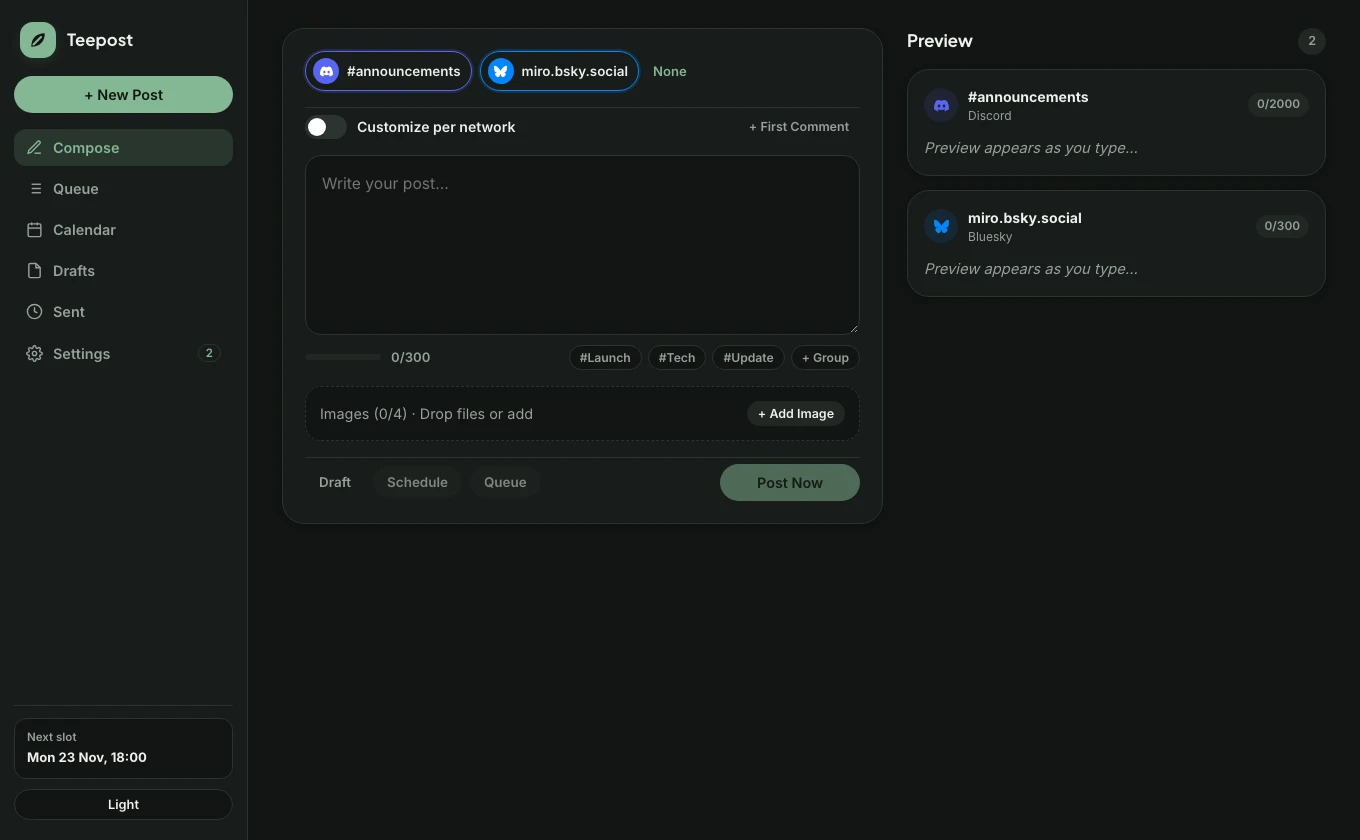 Teepost
+ New Post
Compose
Queue
Calendar
Drafts
Sent
Settings 2
Next slot
Mon 23 Nov, 18:00
Light
#announcements miro.bsky.social None
Customize per network + First Comment
Write your post...
0/300 #Launch #Tech #Update + Group
Images (0/4) · Drop files or add + Add Image
Draft Schedule Queue Post Now
Preview 2
#announcements 0/2000
Discord
Preview appears as you type...
miro.bsky.social 0/300
Bluesky
Preview appears as you type...